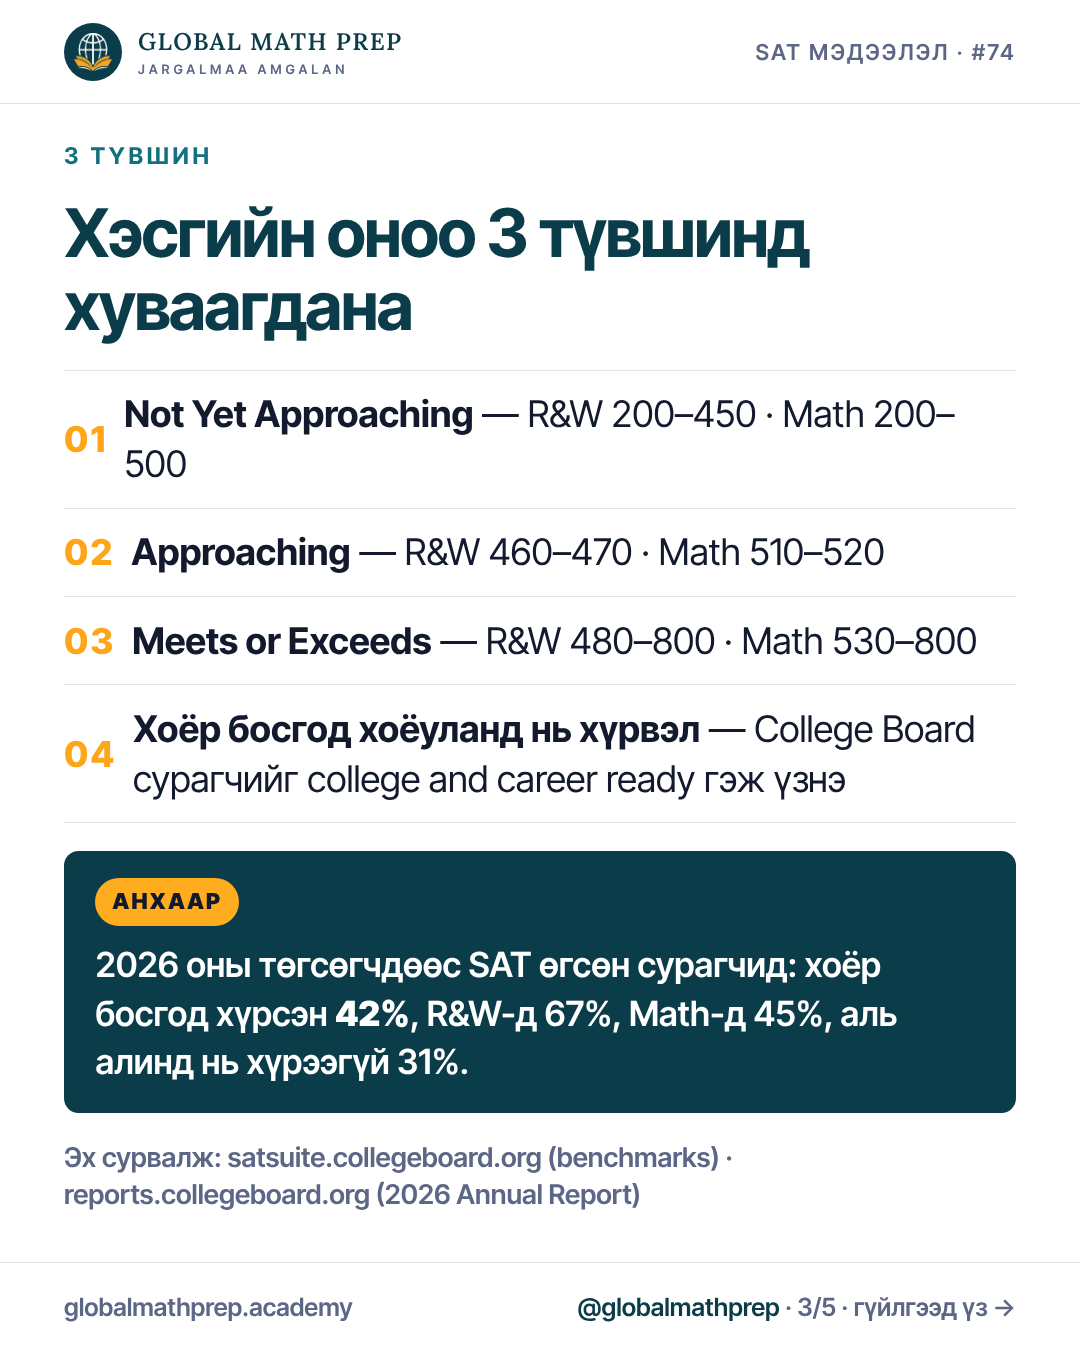 GLOBAL MATH PREP
JARGALMAA AMGALAN
SAT МЭДЭЭЛЭЛ · #74
3 ТҮВШИН
Хэсгийн оноо 3 түвшинд
хуваагдана
01 Not Yet Approaching — R&W 200–450 · Math 200–
500
02 Approaching — R&W 460–470 · Math 510–520
03 Meets or Exceeds — R&W 480–800 · Math 530–800
04 Хоёр босгод хоёуланд нь хүрвэл — College Board
сурагчийг college and career ready гэж үзнэ
АНХААР
2026 оны төгсөгчдөөс SAT өгсөн сурагчид: хоёр
босгод хүрсэн 42%, R&W-д 67%, Math-д 45%, аль
алинд нь хүрээгүй 31%.
Эх сурвалж: satsuite.collegeboard.org (benchmarks) ·
reports.collegeboard.org (2026 Annual Report)
globalmathprep.academy
@globalmathprep · 3/5 · гүйлгээд үз →